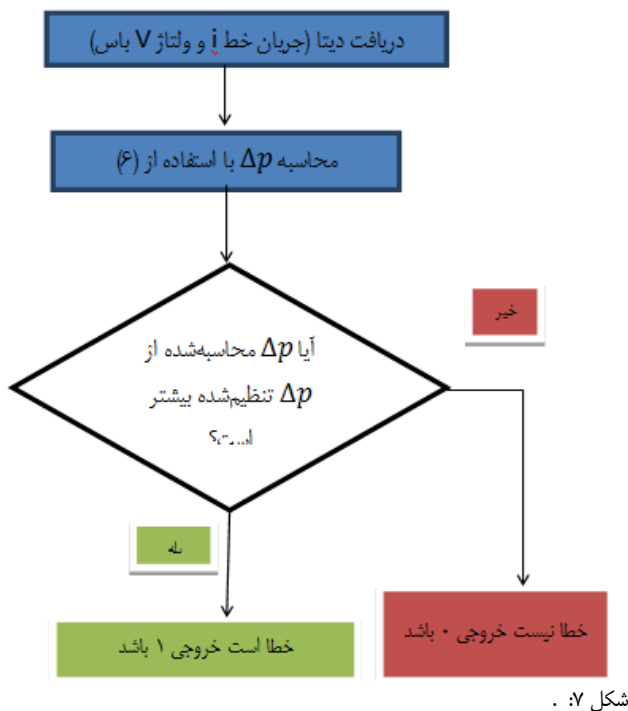 دریافت دیتا (جریان خط i و ولتاژ V باس)
محاسبه Δp با استفاده از (۶)
آیا Δp محاسبه‌شده از
Δp تنظیم‌شده بیشتر
است؟
خیر
بله
خطا است خروجی ۱ باشد
خطا نیست خروجی ۰ باشد
شکل ۷: .